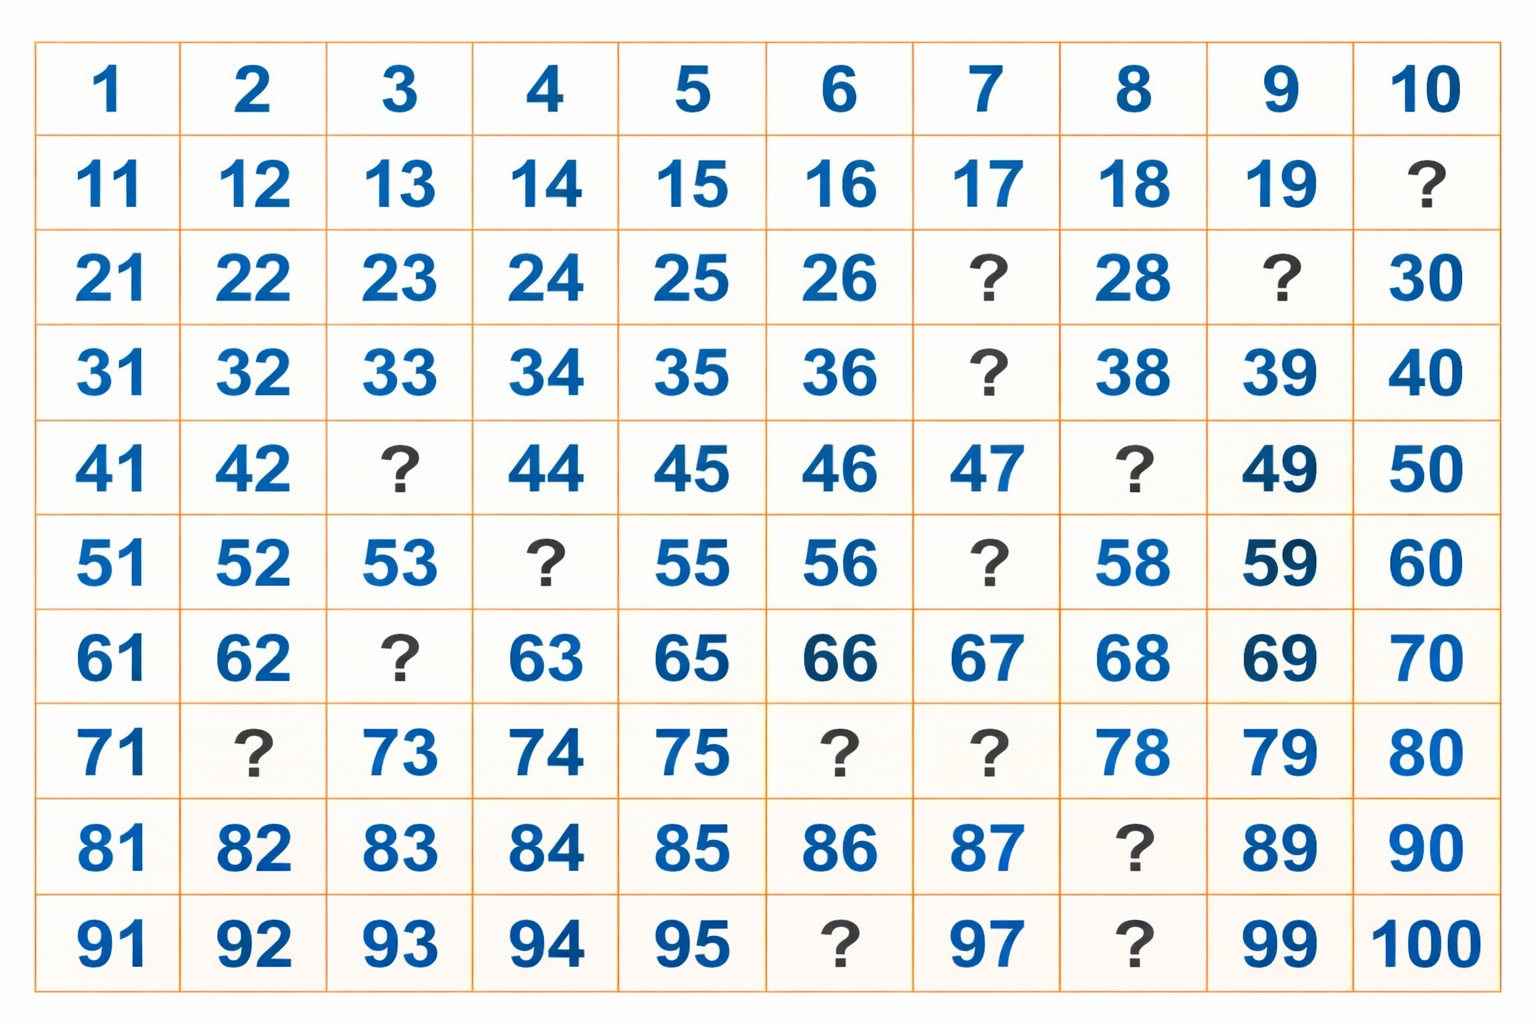 1 2 3 4 5 6 7 8 9 10
11 12 13 14 15 16 17 18 19 ?
21 22 23 24 25 26 ? 28 ? 30
31 32 33 34 35 36 ? 38 39 40
41 42 ? 44 45 46 47 ? 49 50
51 52 53 ? 55 56 ? 58 59 60
61 62 ? 63 65 66 67 68 69 70
71 ? 73 74 75 ? ? 78 79 80
81 82 83 84 85 86 87 ? 89 90
91 92 93 94 95 ? 97 ? 99 100